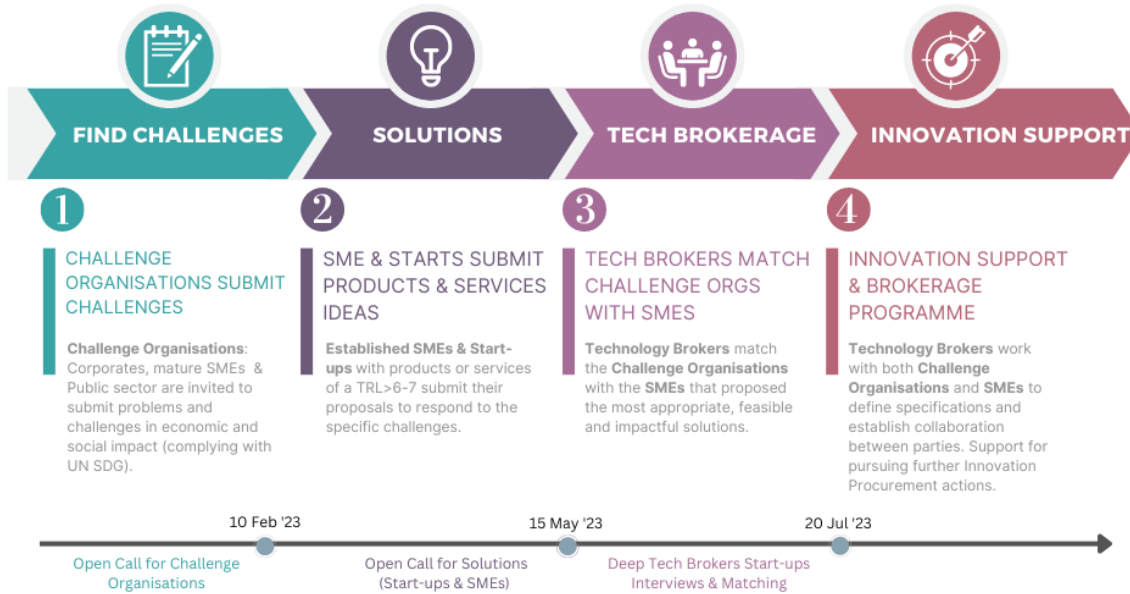 FIND CHALLENGES
SOLUTIONS
TECH BROKERAGE
INNOVATION SUPPORT
1
CHALLENGE
ORGANISATIONS SUBMIT
CHALLENGES
Challenge Organisations:
Corporates, mature SMEs & 
Public sector are invited to
submit problems and
challenges in economic and
social impact (complying with
UN SDG).
2
SME & STARTS SUBMIT
PRODUCTS & SERVICES
IDEAS
Established SMEs & Start-
ups with products or services
of a TRL>6-7 submit their
proposals to respond to the
specific challenges.
3
TECH BROKERS MATCH
CHALLENGE ORGS
WITH SMES
Technology Brokers match
the Challenge Organisations
with the SMEs that proposed
the most appropriate, feasible
and impactful solutions.
4
INNOVATION SUPPORT
& BROKERAGE
PROGRAMME
Technology Brokers work
with both Challenge
Organisations and SMEs to
define specifications and
establish collaboration
between parties. Support for
pursuing further Innovation
Procurement actions.
10 Feb '23
15 May '23
20 Jul '23
Open Call for Challenge
Organisations
Open Call for Solutions
(Start-ups & SMEs)
Deep Tech Brokers Start-ups
Interviews & Matching